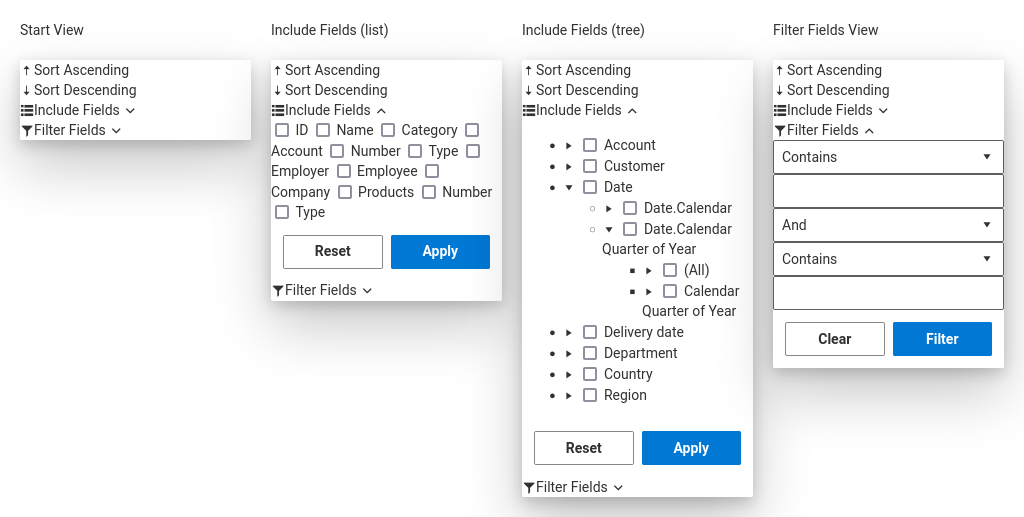 Start View
Sort Ascending
Sort Descending
Include Fields
Filter Fields
Include Fields (list)
Sort Ascending
Sort Descending
Include Fields
ID Name Category
Account Number Type
Employer Employee
Company Products Number
Type
Reset Apply
Filter Fields
Include Fields (tree)
Sort Ascending
Sort Descending
Include Fields
Account
Customer
Date
Date.Calendar
Date.Calendar
Quarter of Year
(All)
Calendar
Quarter of Year
Delivery date
Department
Country
Region
Reset Apply
Filter Fields
Filter Fields View
Sort Ascending
Sort Descending
Include Fields
Filter Fields
Contains
And
Contains
Clear Filter